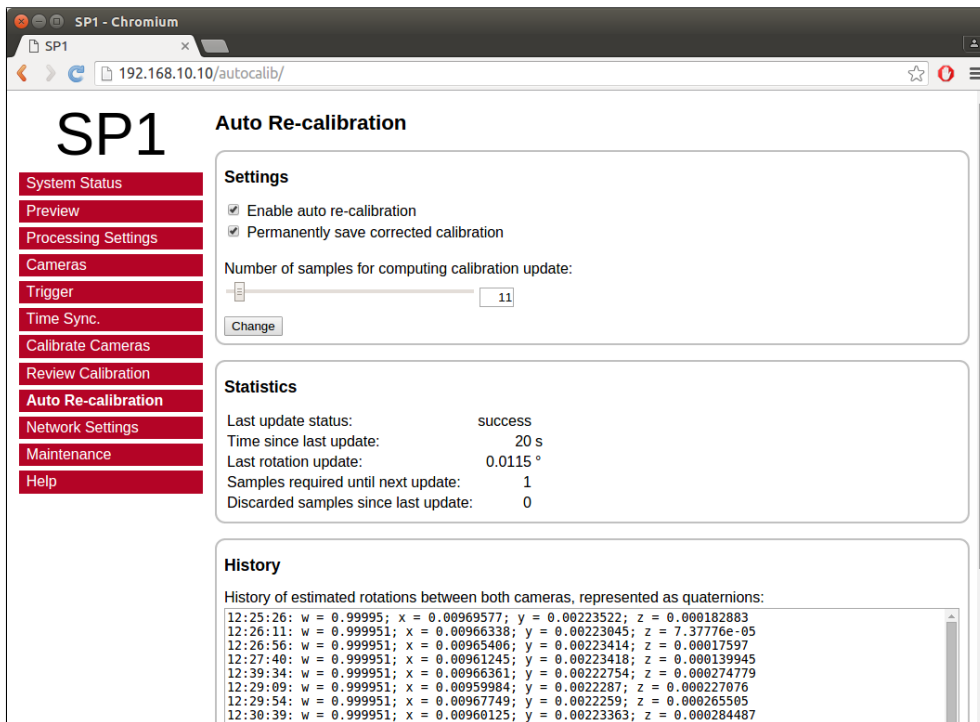 SP1 - Chromium
SP1
192.168.10.10/autocalib/
SP1
System Status
Preview
Processing Settings
Cameras
Trigger
Time Sync.
Calibrate Cameras
Review Calibration
Auto Re-calibration
Network Settings
Maintenance
Help
Auto Re-calibration
Settings
Enable auto re-calibration
Permanently save corrected calibration
Number of samples for computing calibration update:
11
Change
Statistics
Last update status: success
Time since last update: 20 s
Last rotation update: 0.0115 °
Samples required until next update: 1
Discarded samples since last update: 0
History
History of estimated rotations between both cameras, represented as quaternions:
12:25:26: w = 0.99995; x = 0.00969577; y = 0.00223522; z = 0.000182883
12:26:11: w = 0.999951; x = 0.00966338; y = 0.00223045; z = 7.37776e-05
12:26:56: w = 0.999951; x = 0.00965406; y = 0.00223414; z = 0.00017597
12:27:40: w = 0.999951; x = 0.00961245; y = 0.00223418; z = 0.000139945
12:39:34: w = 0.999951; x = 0.00966361; y = 0.00222754; z = 0.000274779
12:29:09: w = 0.999951; x = 0.00959984; y = 0.0022287; z = 0.000227076
12:29:54: w = 0.999951; x = 0.00967749; y = 0.0022259; z = 0.000265505
12:30:39: w = 0.999951; x = 0.00960125; y = 0.00223363; z = 0.000284487